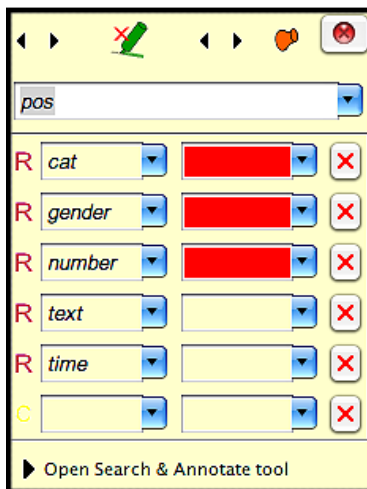 pos
R cat
R gender
R number
R text
R time
C
Open Search & Annotate tool